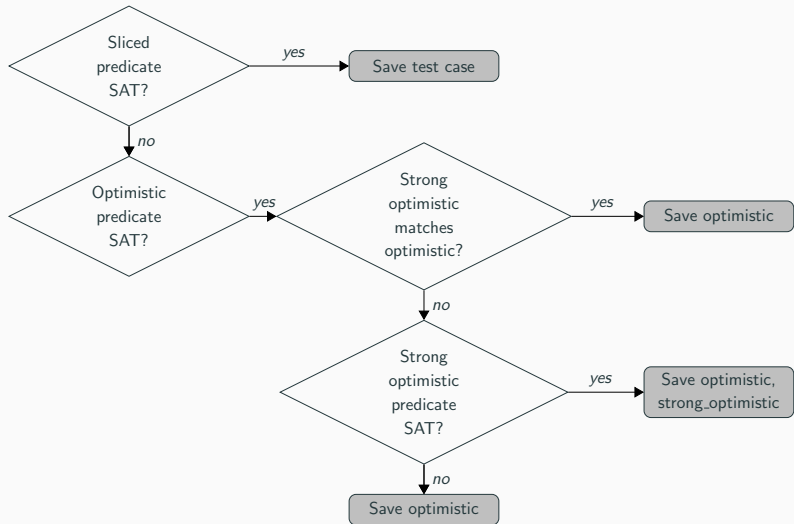 Sliced
predicate
SAT?
yes
Save test case
no
Optimistic
predicate
SAT?
yes
Strong
optimistic
matches
optimistic?
yes
Save optimistic
no
Strong
optimistic
predicate
SAT?
yes
Save optimistic,
strong_optimistic
no
Save optimistic